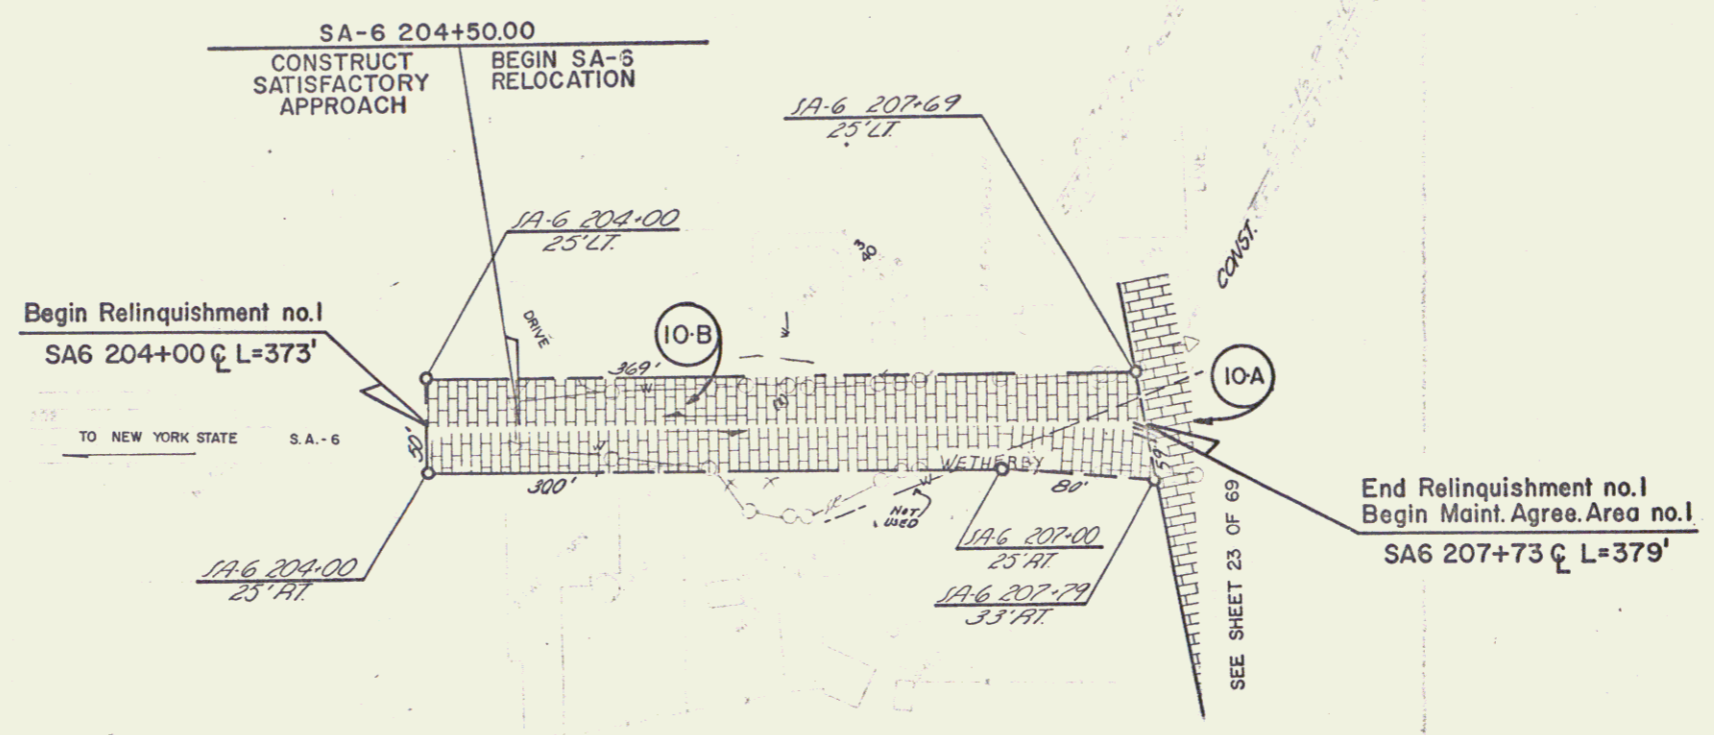 SA-6 204+50.00
CONSTRUCT
SATISFACTORY
APPROACH
BEGIN SA-6
RELOCATION
SA-6 207+69
25' LT.
SA-6 204+00
25' LT.
CONST.
Begin Relinquishment no.1
SA6 204+00 ℄ L=373'
DRIVE
10-B
369'
10-A
TO NEW YORK STATE S.A.-6
50'
WETHERBY
59'
300'
80'
NOT
USED
SA-6 207+00
25' RT.
SA-6 204+00
25' RT.
SA-6 207+79
33' RT.
SEE SHEET 23 OF 69
End Relinquishment no.1
Begin Maint. Agree. Area no.1
SA6 207+73 ℄ L=379'